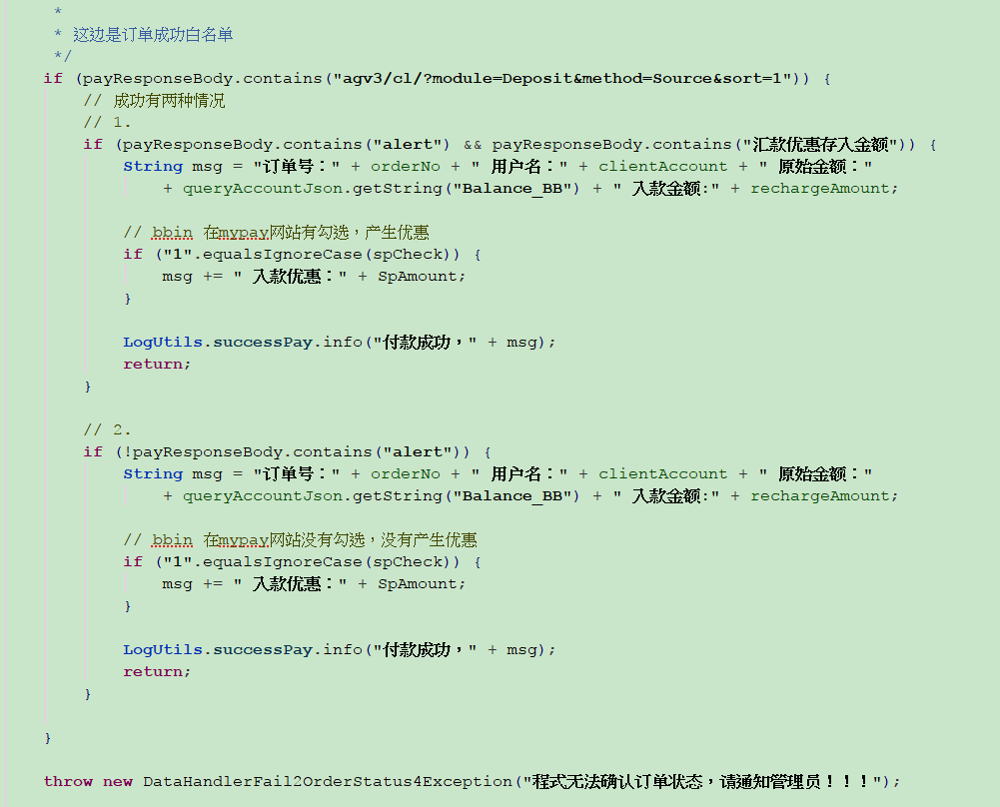 *
* 这边是订单成功白名单
*/
if (payResponseBody.contains("agv3/cl/?module=Deposit&method=Source&sort=1")) {
// 成功有两种情况
// 1.
if (payResponseBody.contains("alert") && payResponseBody.contains("汇款优惠存入金额")) {
String msg = "订单号：" + orderNo + " 用户名：" + clientAccount + " 原始金额："
+ queryAccountJson.getString("Balance_BB") + " 入款金额:" + rechargeAmount;
// bbin 在mypay网站有勾选，产生优惠
if ("1".equalsIgnoreCase(spCheck)) {
msg += " 入款优惠：" + SpAmount;
}
LogUtils.successPay.info("付款成功，" + msg);
return;
}
// 2.
if (!payResponseBody.contains("alert")) {
String msg = "订单号：" + orderNo + " 用户名：" + clientAccount + " 原始金额："
+ queryAccountJson.getString("Balance_BB") + " 入款金额:" + rechargeAmount;
// bbin 在mypay网站没有勾选，没有产生优惠
if ("1".equalsIgnoreCase(spCheck)) {
msg += " 入款优惠：" + SpAmount;
}
LogUtils.successPay.info("付款成功，" + msg);
return;
}
}
throw new DataHandlerFail2OrderStatus4Exception("程式无法确认订单状态，请通知管理员！！！");